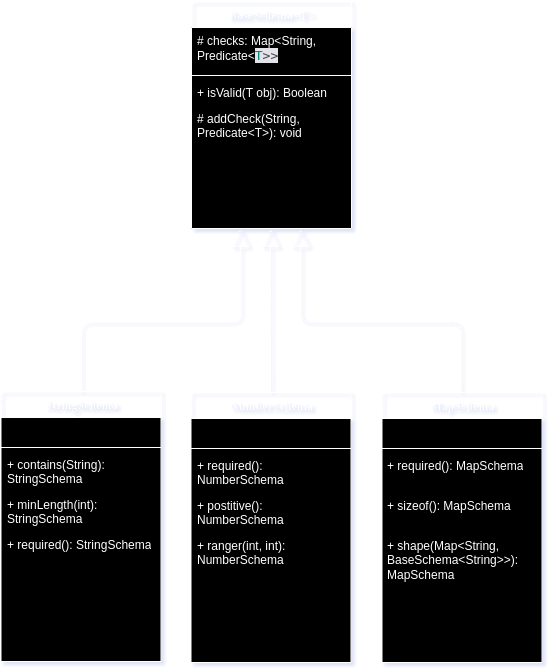 BaseSchema<T>
# checks: Map<String,
Predicate<T>>
+ isValid(T obj): Boolean
# addCheck(String,
Predicate<T>): void
StringSchema
+ contains(String):
StringSchema
+ minLength(int):
StringSchema
+ required(): StringSchema
NumberSchema
+ required():
NumberSchema
+ postitive():
NumberSchema
+ ranger(int, int):
NumberSchema
MapSchema
+ required(): MapSchema
+ sizeof(): MapSchema
+ shape(Map<String,
BaseSchema<String>>):
MapSchema